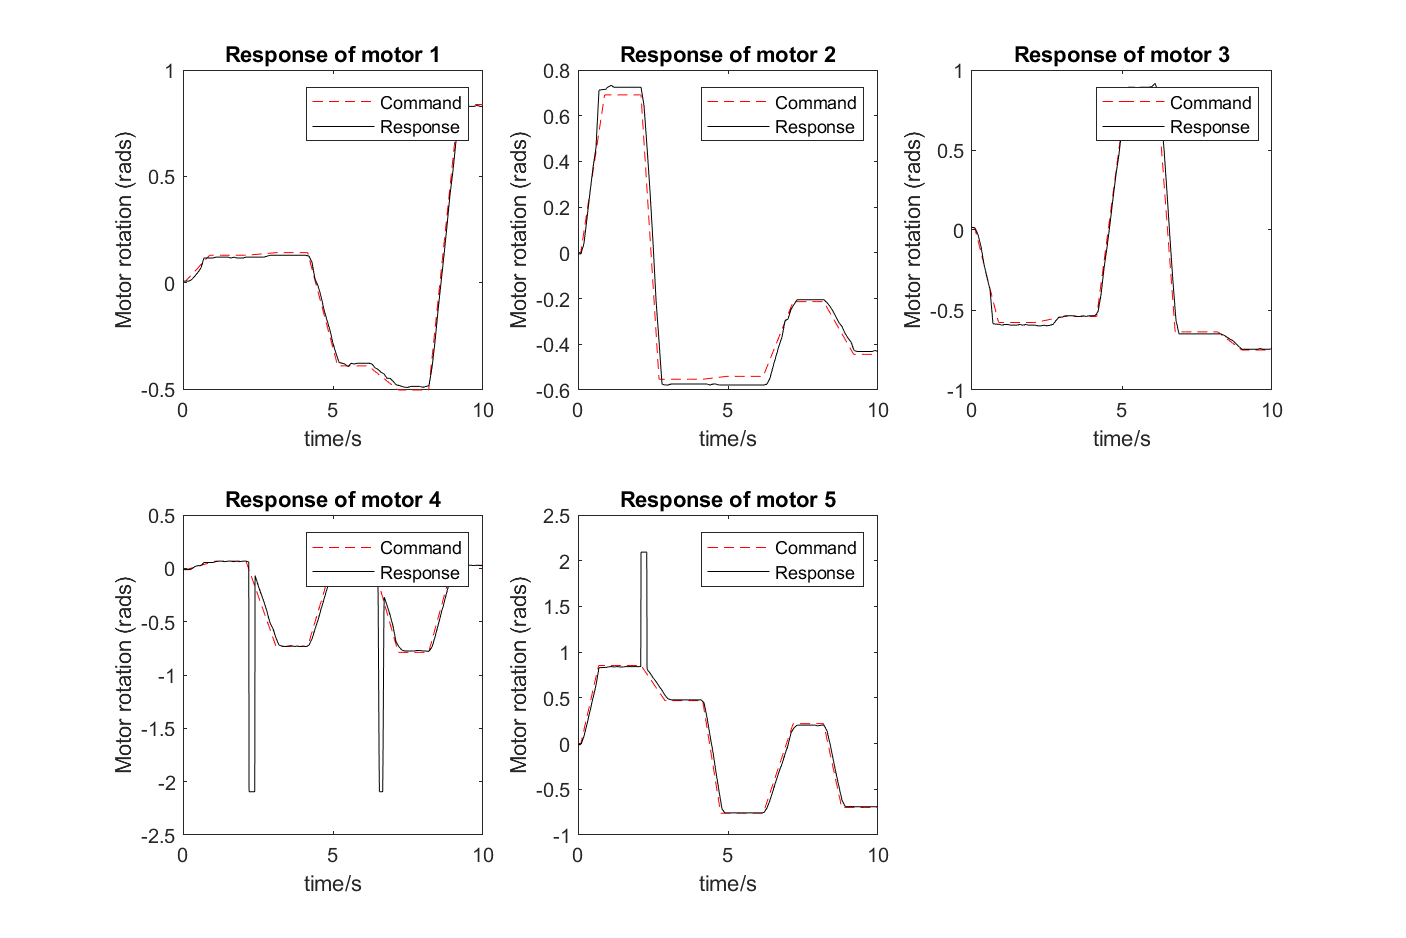 Response of motor 1
1
0.5
0
-0.5
Motor rotation (rads)
0 5 10
time/s
Command
Response
Response of motor 2
0.8
0.6
0.4
0.2
0
-0.2
-0.4
-0.6
Motor rotation (rads)
0 5 10
time/s
Command
Response
Response of motor 3
1
0.5
0
-0.5
-1
Motor rotation (rads)
0 5 10
time/s
Command
Response
Response of motor 4
0.5
0
-0.5
-1
-1.5
-2
-2.5
Motor rotation (rads)
0 5 10
time/s
Command
Response
Response of motor 5
2.5
2
1.5
1
0.5
0
-0.5
-1
Motor rotation (rads)
0 5 10
time/s
Command
Response